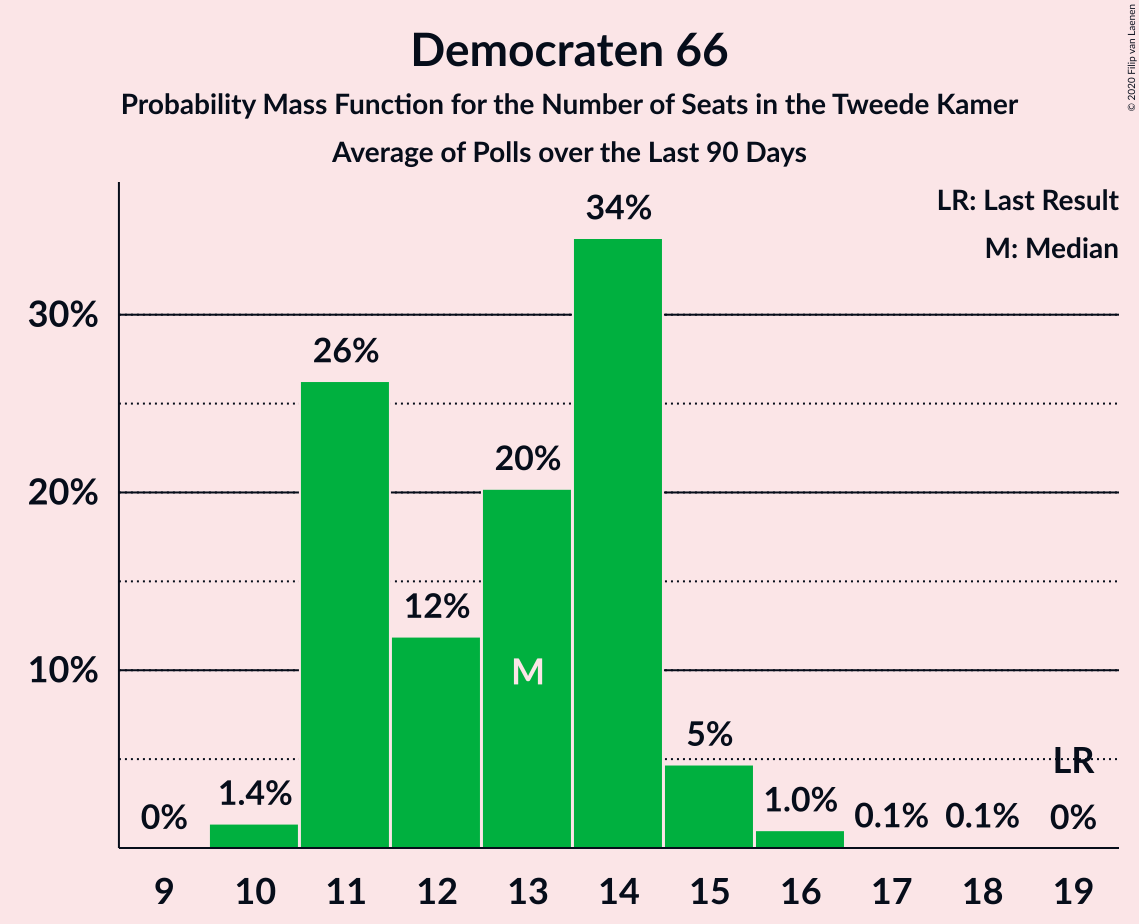 Democraten 66
Probability Mass Function for the Number of Seats in the Tweede Kamer
Average of Polls over the Last 90 Days
© 2020 Filip van Laenen
LR: Last Result
M: Median
34%
30%
26%
20%
20%
12%
10%
M
5%
LR
1.4%
1.0%
0%
0.1%
0.1%
0%
9 10 11 12 13 14 15 16 17 18 19